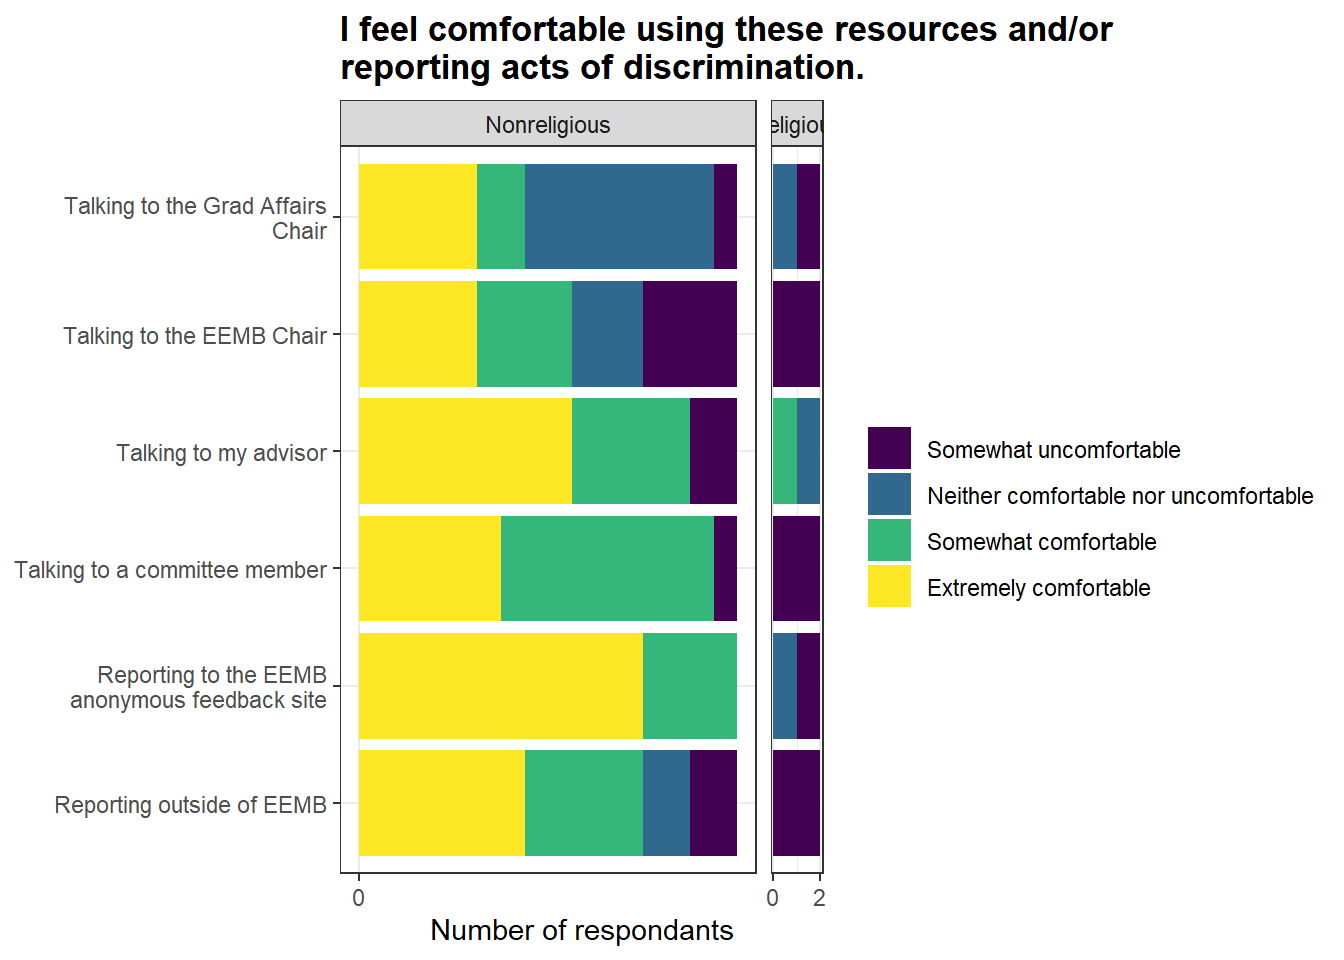 I feel comfortable using these resources and/or
reporting acts of discrimination.
Nonreligious
eligiou
Talking to the Grad Affairs
Chair
Talking to the EEMB Chair
Talking to my advisor
Talking to a committee member
Reporting to the EEMB
anonymous feedback site
Reporting outside of EEMB
0
0 2
Number of respondants
Somewhat uncomfortable
Neither comfortable nor uncomfortable
Somewhat comfortable
Extremely comfortable